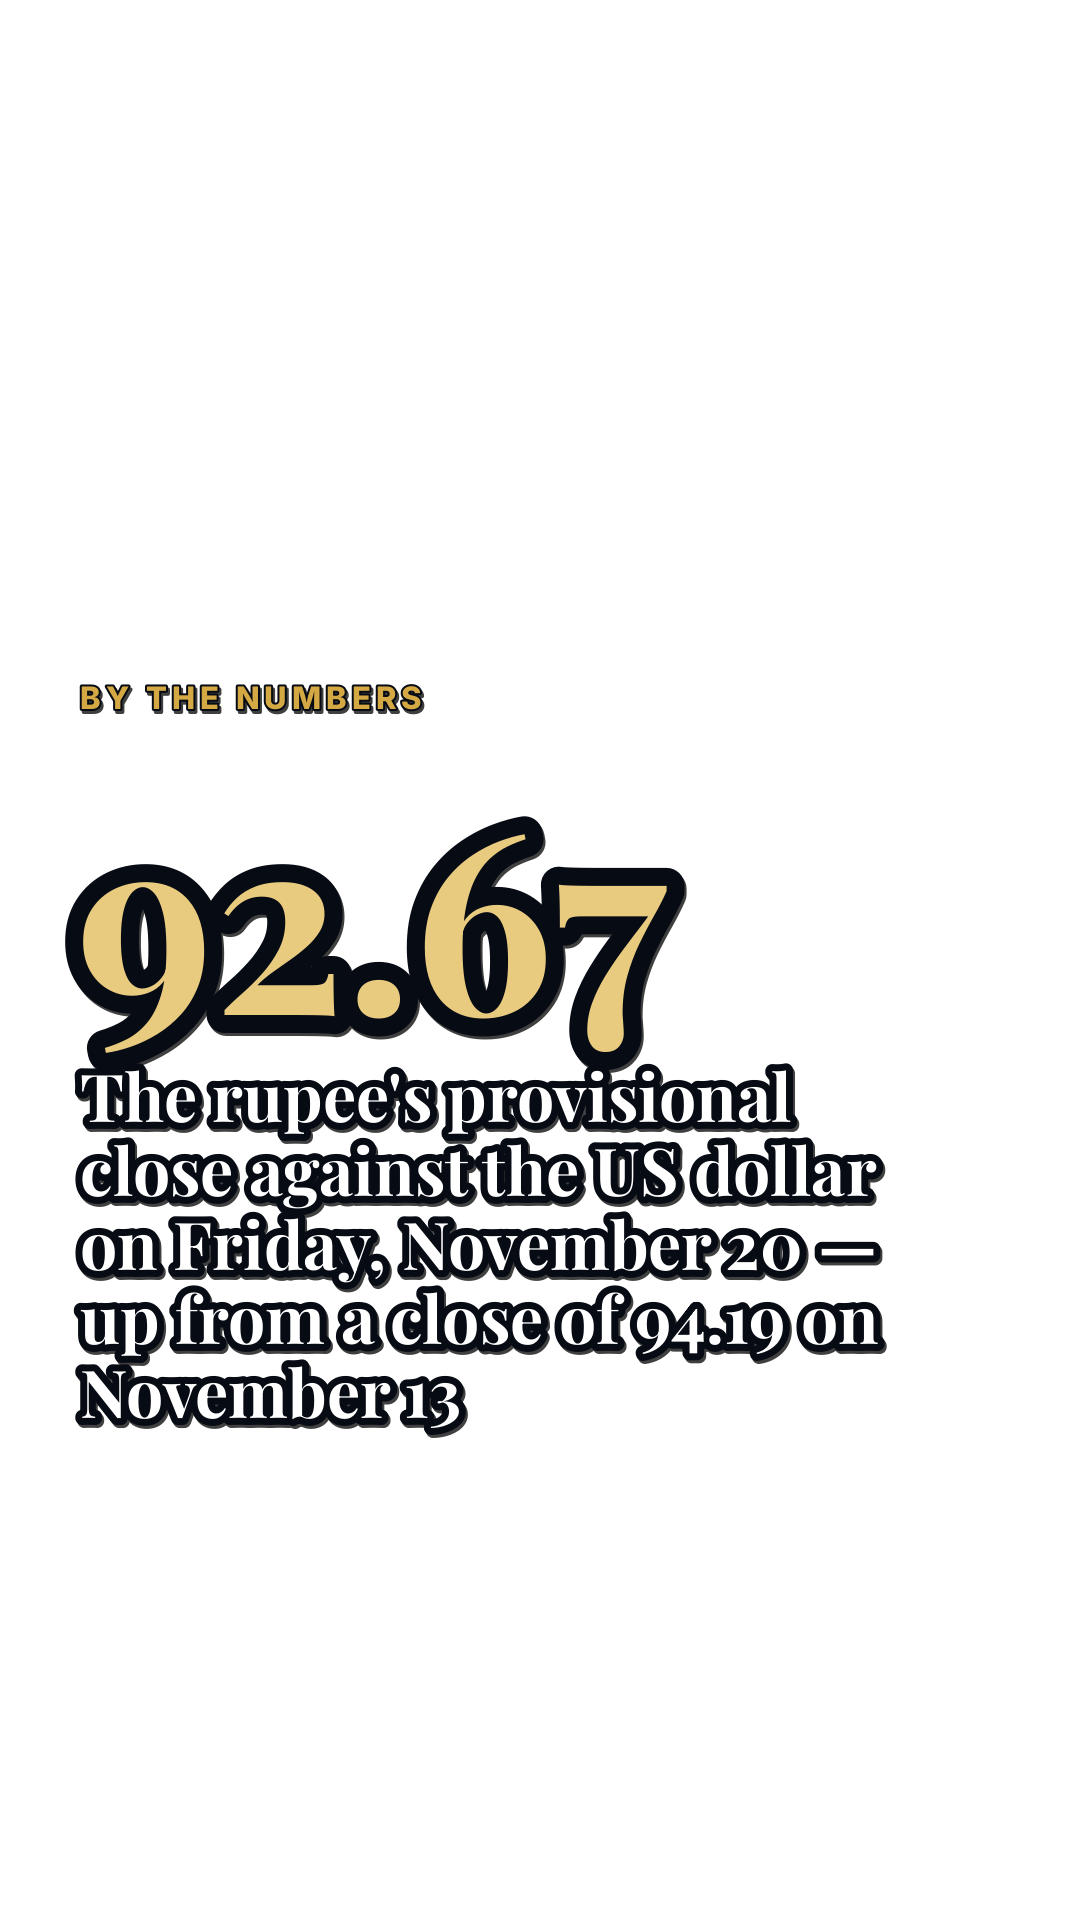 BY THE NUMBERS
92.67
The rupee's provisional
close against the US dollar
on Friday, November 20 —
up from a close of 94.19 on
November 13